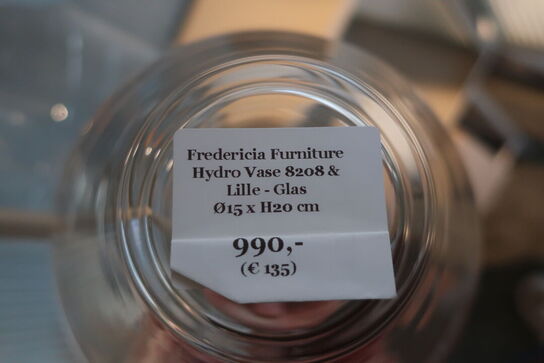 Fredericia Furniture
Hydro Vase 8208 &
Lille - Glas
Ø15 x H20 cm
990,-
(€ 135)